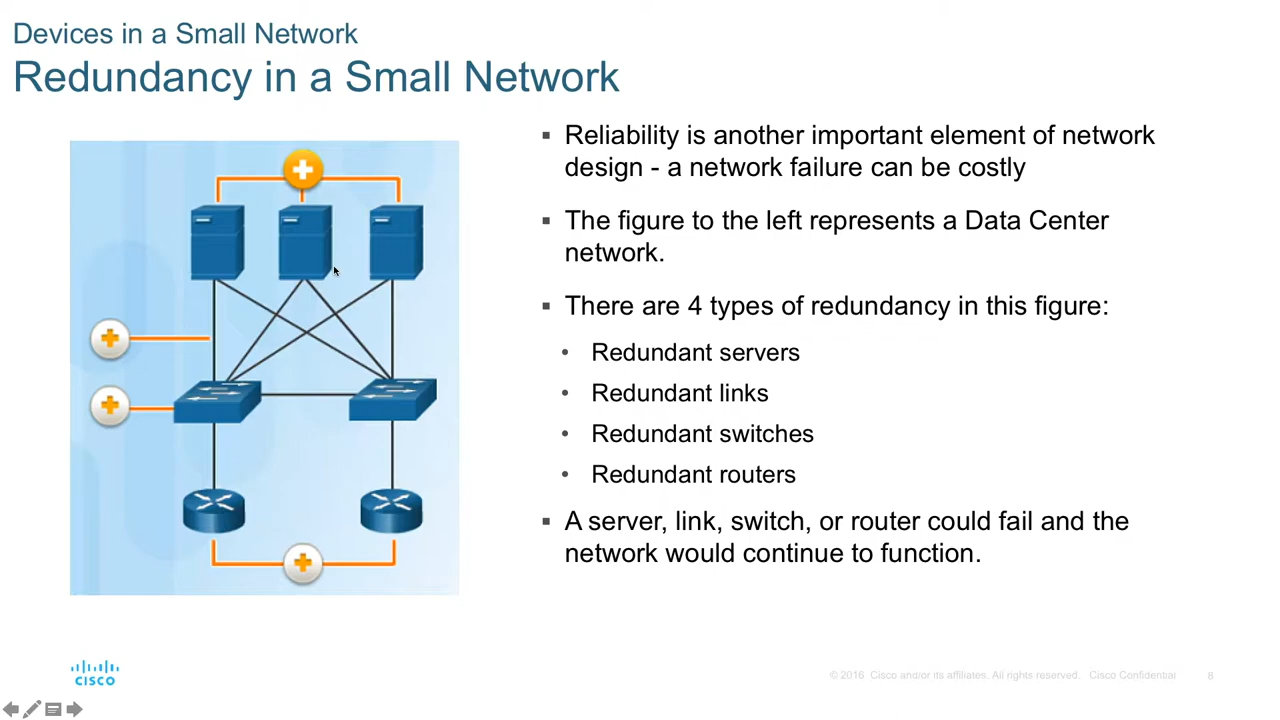 Devices in a Small Network
Redundancy in a Small Network
▪ Reliability is another important element of network
design - a network failure can be costly
▪ The figure to the left represents a Data Center
network.
▪ There are 4 types of redundancy in this figure:
• Redundant servers
• Redundant links
• Redundant switches
• Redundant routers
▪ A server, link, switch, or router could fail and the
network would continue to function.
CISCO
© 2016 Cisco and/or its affiliates. All rights reserved. Cisco Confidential 8